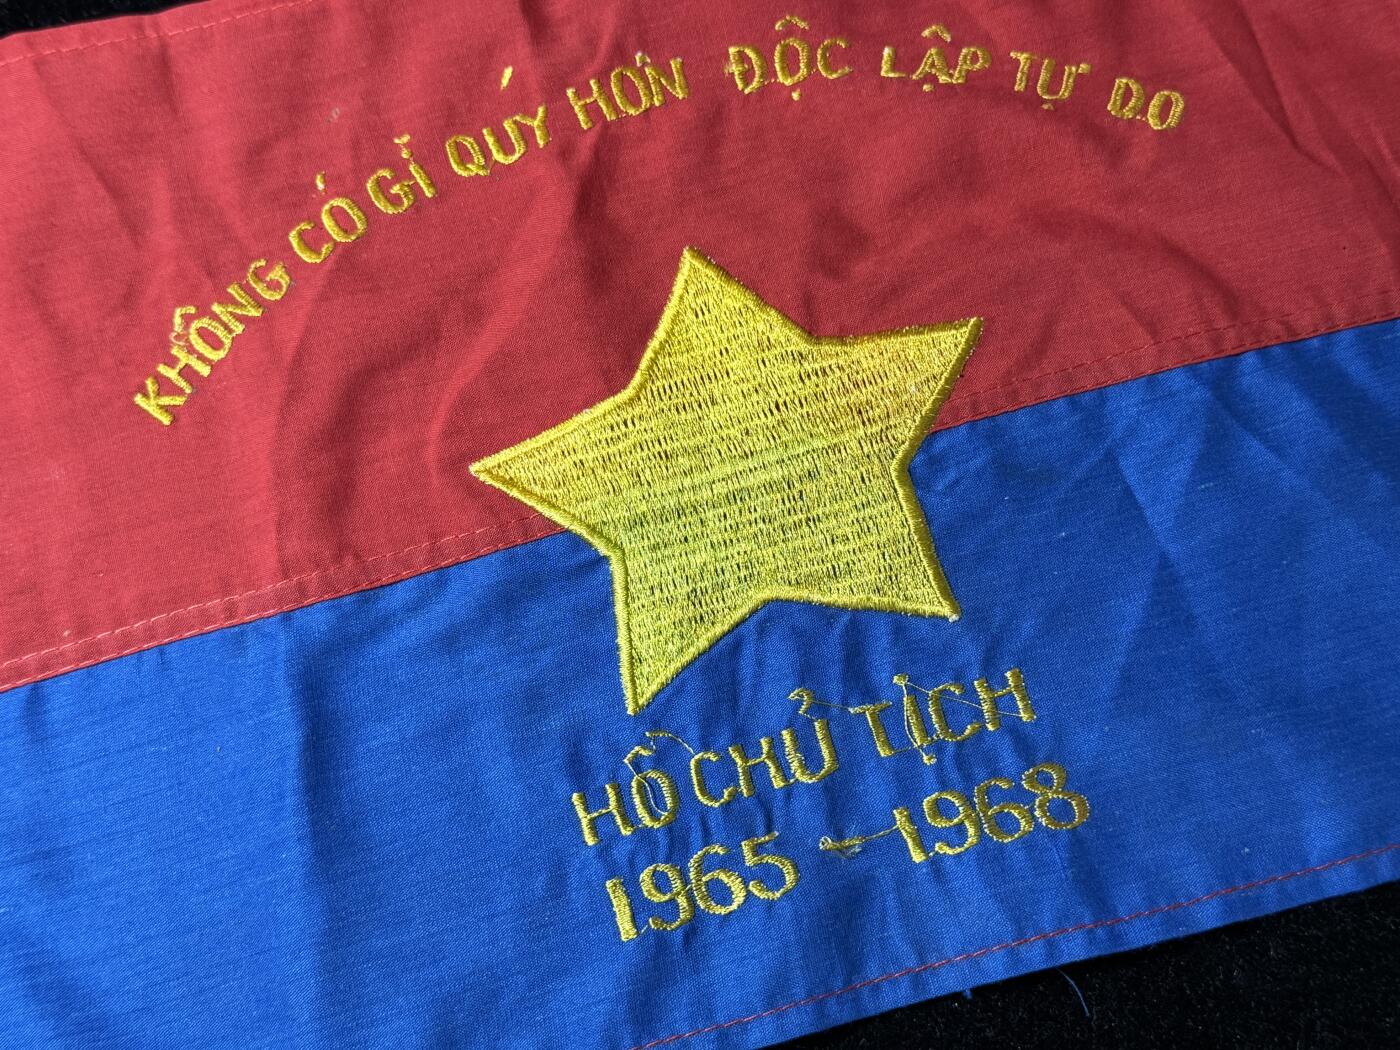 KHÔNG CÓ GÌ QUÝ HƠN ĐỘC LẬP TỰ DO
HỒ CHỦ TỊCH
1965 - 1968